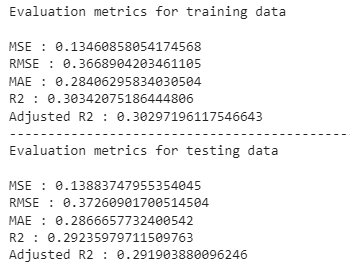 Evaluation metrics for training data
MSE : 0.13460858054174568
RMSE : 0.3668904203461105
MAE : 0.28406295834030504
R2 : 0.30342075186444806
Adjusted R2 : 0.30297196117546643
--------------------------------------------
Evaluation metrics for testing data
MSE : 0.13883747955354045
RMSE : 0.37260901700514504
MAE : 0.2866657732400542
R2 : 0.29235979711509763
Adjusted R2 : 0.291903880096246